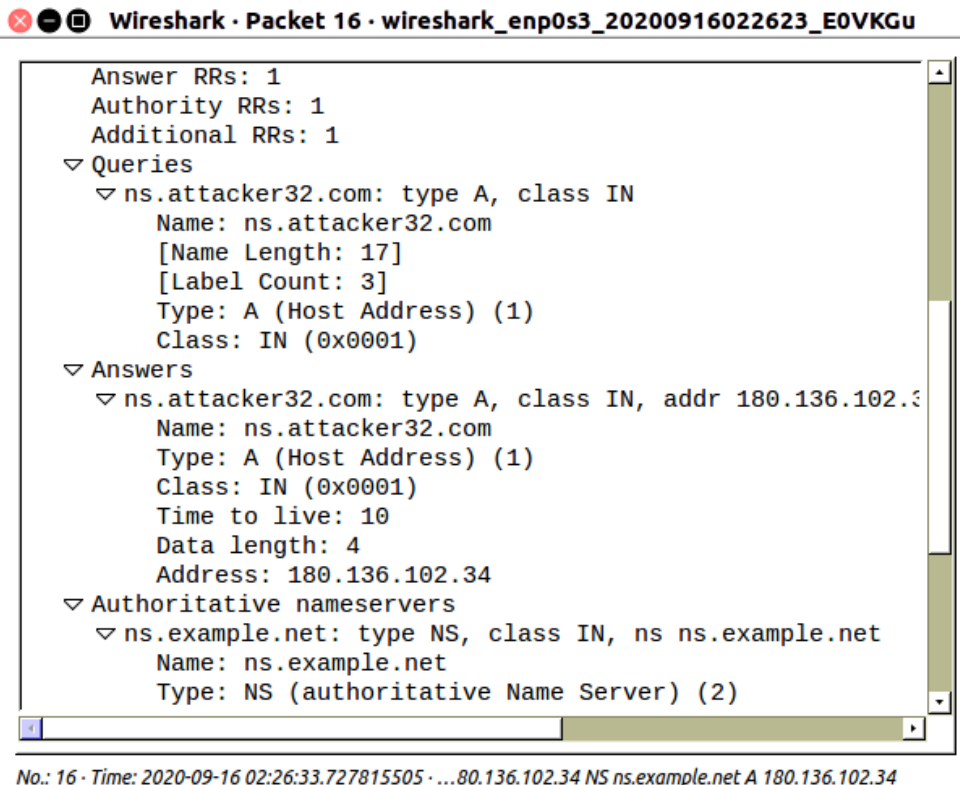 Wireshark · Packet 16 · wireshark_enp0s3_20200916022623_E0VKGu
Answer RRs: 1
Authority RRs: 1
Additional RRs: 1
Queries
ns.attacker32.com: type A, class IN
Name: ns.attacker32.com
[Name Length: 17]
[Label Count: 3]
Type: A (Host Address) (1)
Class: IN (0x0001)
Answers
ns.attacker32.com: type A, class IN, addr 180.136.102.3
Name: ns.attacker32.com
Type: A (Host Address) (1)
Class: IN (0x0001)
Time to live: 10
Data length: 4
Address: 180.136.102.34
Authoritative nameservers
ns.example.net: type NS, class IN, ns ns.example.net
Name: ns.example.net
Type: NS (authoritative Name Server) (2)
No.: 16 · Time: 2020-09-16 02:26:33.727815505 · …80.136.102.34 NS ns.example.net A 180.136.102.34